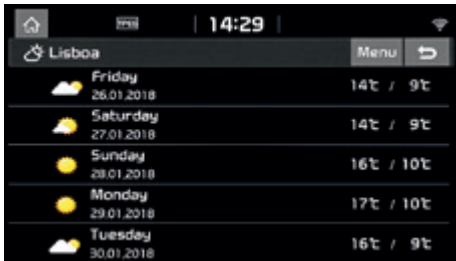 14:29
Lisboa
Menu
Friday
26.01.2018
14℃ / 9℃
Saturday
27.01.2018
14℃ / 9℃
Sunday
28.01.2018
16℃ / 10℃
Monday
29.01.2018
17℃ / 10℃
Tuesday
30.01.2018
16℃ / 9℃